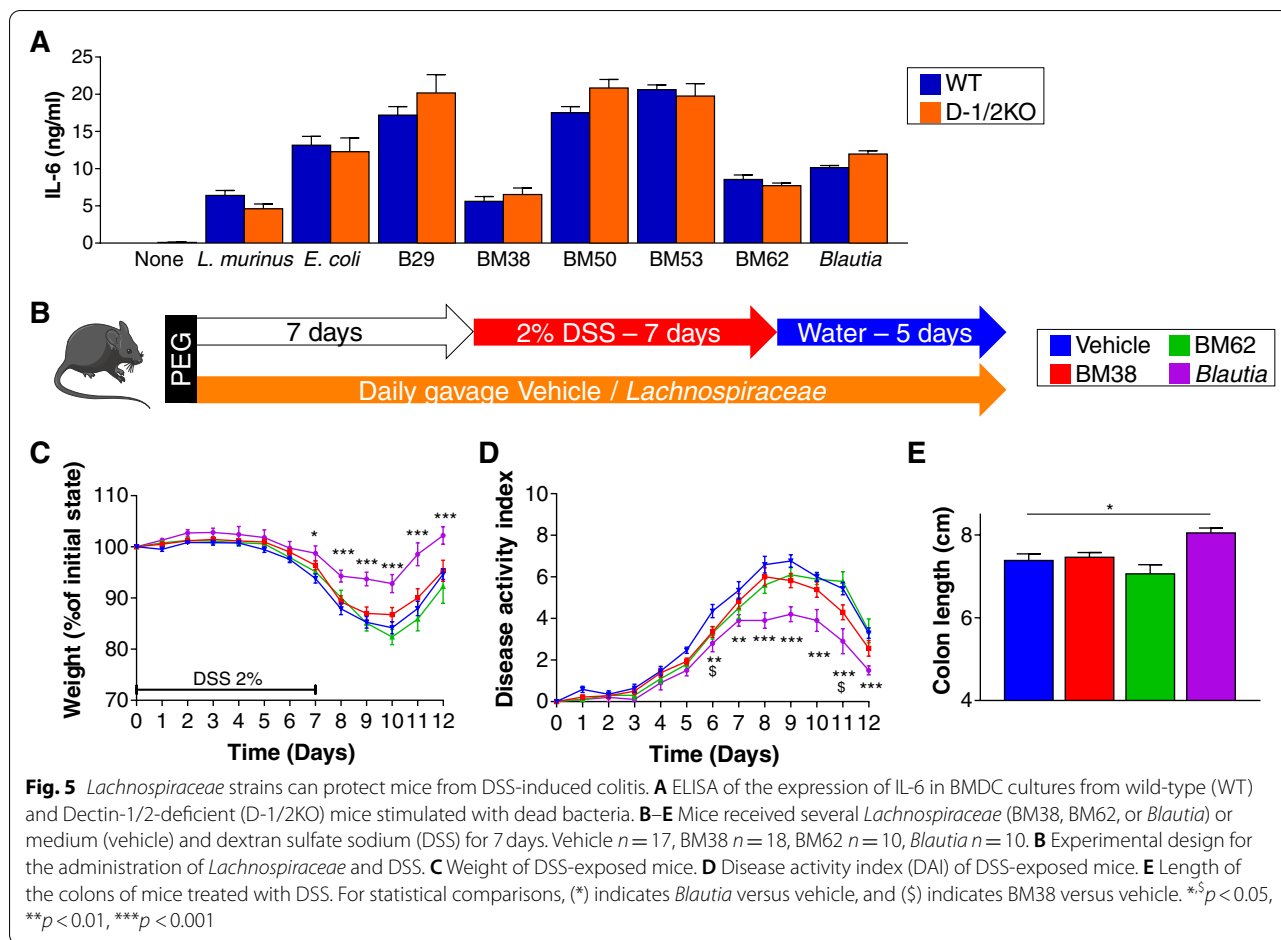 A
25
20
15
10
5
0
IL-6 (ng/ml)
None L. murinus E. coli B29 BM38 BM50 BM53 BM62 Blautia
WT
D-1/2KO
B
PEG
7 days
2% DSS – 7 days
Water – 5 days
Daily gavage Vehicle / Lachnospiraceae
Vehicle BM62
BM38 Blautia
C
Weight (%of initial state)
110
100
90
80
70
* *** *** *** *** ***
DSS 2%
0 1 2 3 4 5 6 7 8 9 10 11 12
Time (Days)
D
Disease activity index
10
8
6
4
2
0
** ** *** *** *** *** ***
$ $
0 1 2 3 4 5 6 7 8 9 10 11 12
Time (Days)
E
Colon length (cm)
*
8
6
4
Fig. 5 Lachnospiraceae strains can protect mice from DSS-induced colitis. A ELISA of the expression of IL-6 in BMDC cultures from wild-type (WT)
and Dectin-1/2-deficient (D-1/2KO) mice stimulated with dead bacteria. B–E Mice received several Lachnospiraceae (BM38, BM62, or Blautia) or
medium (vehicle) and dextran sulfate sodium (DSS) for 7 days. Vehicle n = 17, BM38 n = 18, BM62 n = 10, Blautia n = 10. B Experimental design for
the administration of Lachnospiraceae and DSS. C Weight of DSS-exposed mice. D Disease activity index (DAI) of DSS-exposed mice. E Length of
the colons of mice treated with DSS. For statistical comparisons, (*) indicates Blautia versus vehicle, and ($) indicates BM38 versus vehicle. *,$p < 0.05,
**p < 0.01, ***p < 0.001